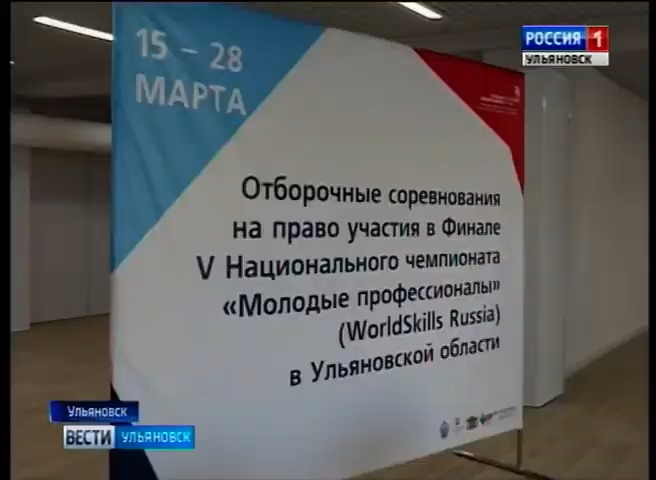 15 – 28
МАРТА
РОССИЯ 1
УЛЬЯНОВСК
Отборочные соревнования
на право участия в Финале
V Национального чемпионата
«Молодые профессионалы»
(WorldSkills Russia)
в Ульяновской области
УЛЬЯНОВСК
ВЕСТИ УЛЬЯНОВСК